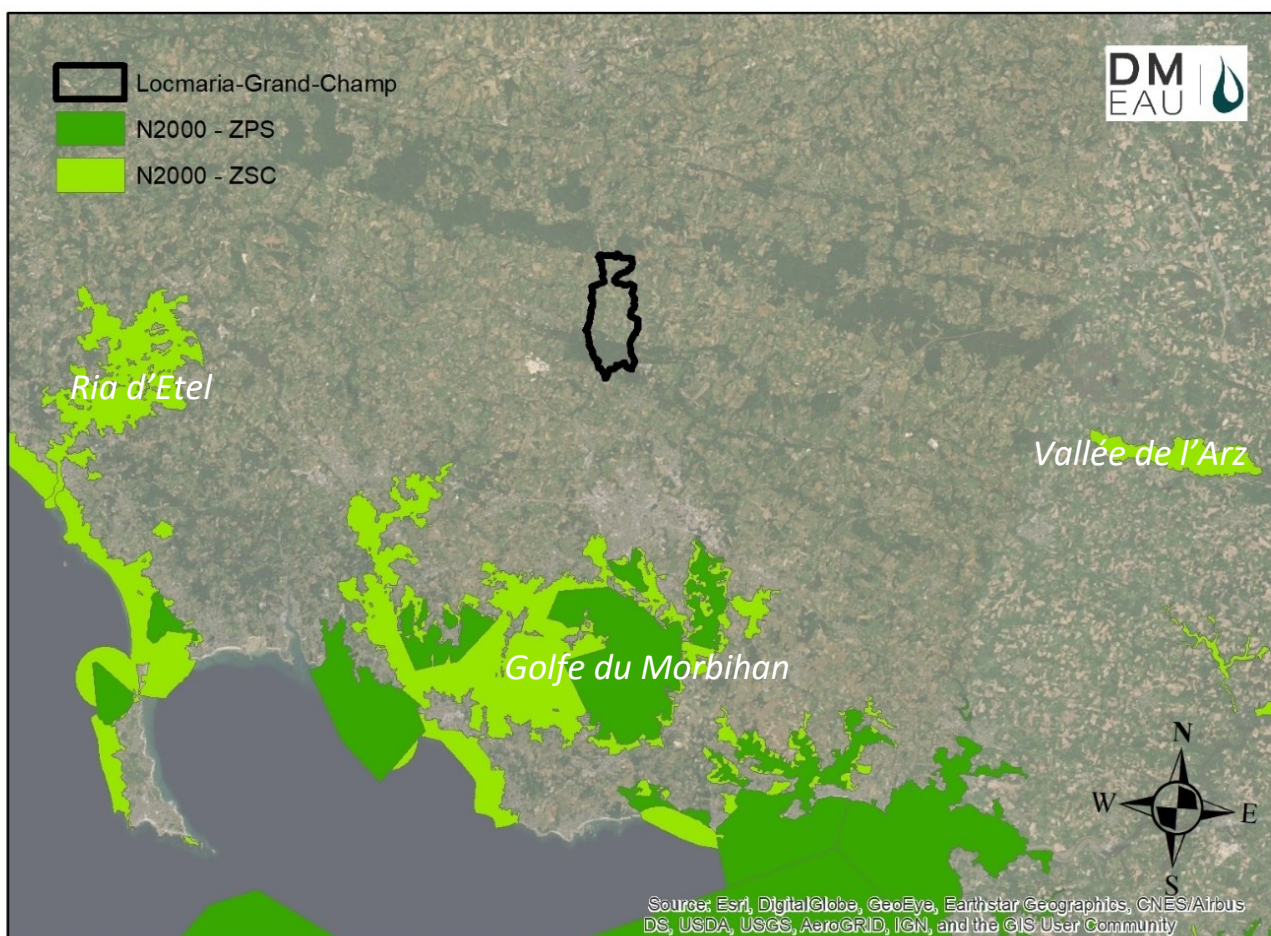 Locmaria-Grand-Champ
N2000 - ZPS
N2000 - ZSC
DM
EAU
Ria d'Etel
Vallée de l'Arz
Golfe du Morbihan
N
W
E
S
Source: Esri, DigitalGlobe, GeoEye, Earthstar Geographics, CNES/Airbus
DS, USDA, USGS, AeroGRID, IGN, and the GIS User Community